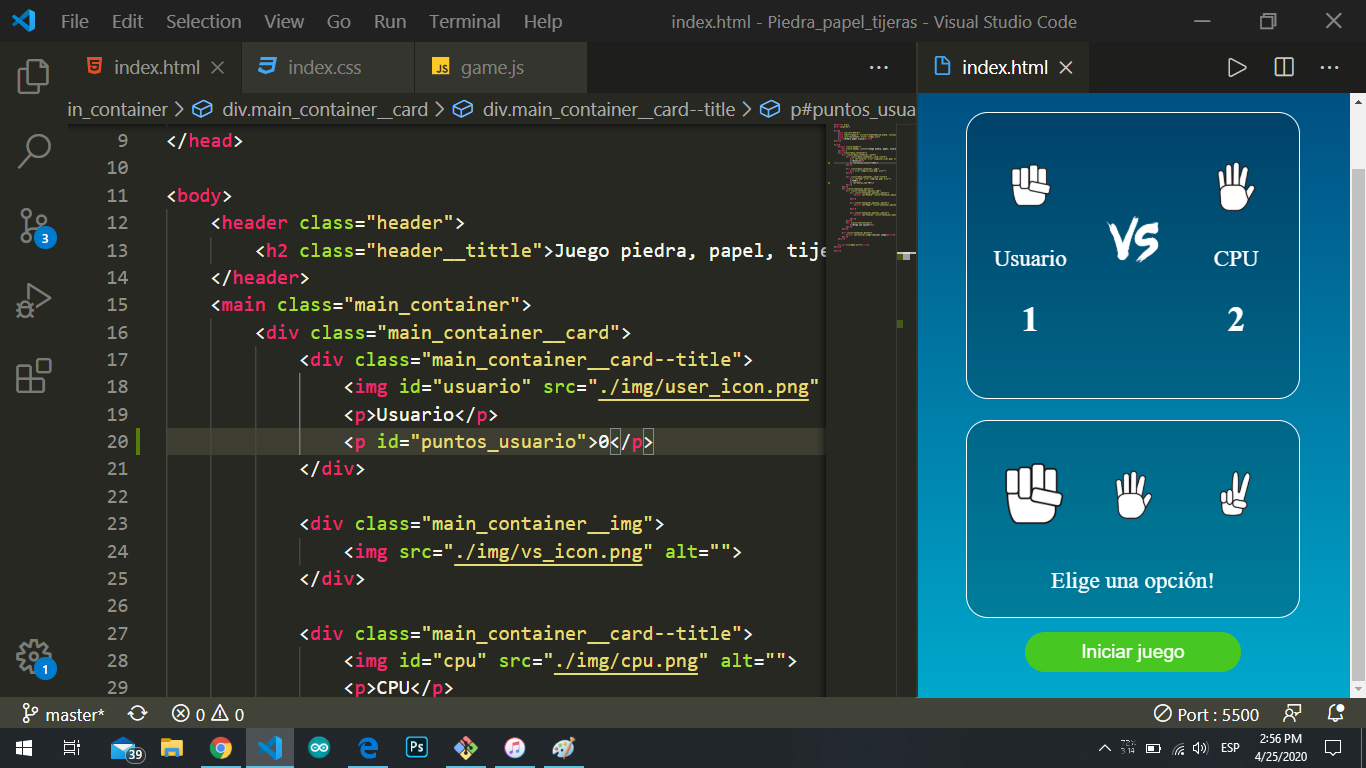 File Edit Selection View Go Run Terminal Help index.html - Piedra_papel_tijeras - Visual Studio Code
index.html index.css JS game.js ... index.html ...
in_container > div.main_container__card > div.main_container__card--title > p#puntos_usua
9 </head>
10
11 <body>
12 <header class="header">
13 <h2 class="header__tittle">Juego piedra, papel, tije
14 </header>
15 <main class="main_container">
16 <div class="main_container__card">
17 <div class="main_container__card--title">
18 <img id="usuario" src="./img/user_icon.png"
19 <p>Usuario</p>
20 <p id="puntos_usuario">0</p>
21 </div>
22
23 <div class="main_container__img">
24 <img src="./img/vs_icon.png" alt="">
25 </div>
26
27 <div class="main_container__card--title">
28 <img id="cpu" src="./img/cpu.png" alt="">
29 <p>CPU</p>
3
1
VS
Usuario CPU
1 2
Elige una opción!
Iniciar juego
master* 0 0 Port : 5500
39 Ps ESP
2:56 PM
4/25/2020